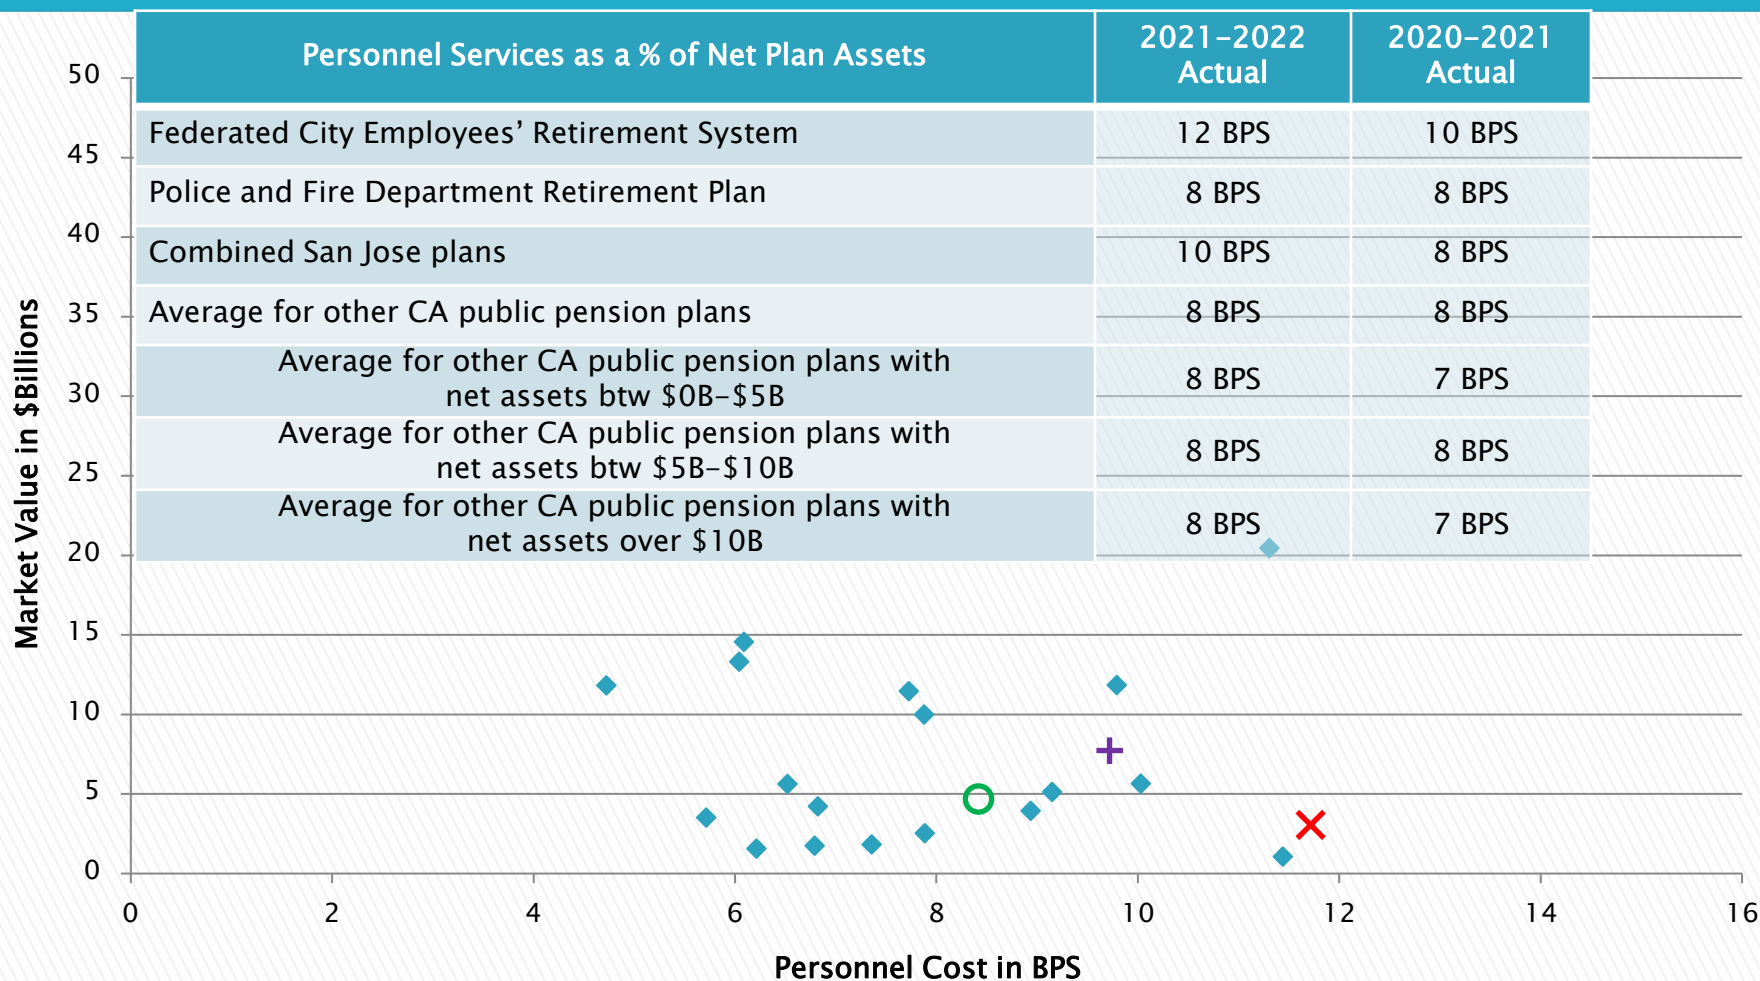 Personnel Services as a % of Net Plan Assets
2021–2022
Actual
2020–2021
Actual
Federated City Employees’ Retirement System
12 BPS
10 BPS
Police and Fire Department Retirement Plan
8 BPS
8 BPS
Combined San Jose plans
10 BPS
8 BPS
Average for other CA public pension plans
8 BPS
8 BPS
Average for other CA public pension plans with
net assets btw $0B–$5B
8 BPS
7 BPS
Average for other CA public pension plans with
net assets btw $5B–$10B
8 BPS
8 BPS
Average for other CA public pension plans with
net assets over $10B
8 BPS
7 BPS
Market Value in $Billions
50
45
40
35
30
25
20
15
10
5
0
0 2 4 6 8 10 12 14 16
Personnel Cost in BPS